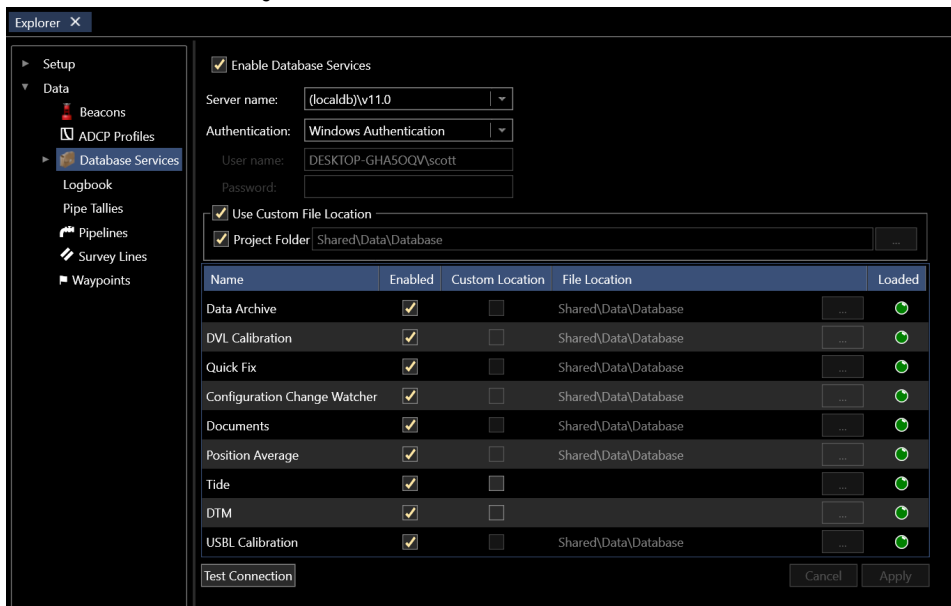 Explorer
Setup
Data
Beacons
ADCP Profiles
Database Services
Logbook
Pipe Tallies
Pipelines
Survey Lines
Waypoints
Enable Database Services
Server name: (localdb)\v11.0
Authentication: Windows Authentication
User name: DESKTOP-GHA5OQV\scott
Password:
Use Custom File Location
Project Folder Shared\Data\Database ...
Name Enabled Custom Location File Location Loaded
Data Archive Shared\Data\Database ...
DVL Calibration Shared\Data\Database ...
Quick Fix Shared\Data\Database ...
Configuration Change Watcher Shared\Data\Database ...
Documents Shared\Data\Database ...
Position Average Shared\Data\Database ...
Tide ...
DTM ...
USBL Calibration Shared\Data\Database ...
Test Connection Cancel Apply